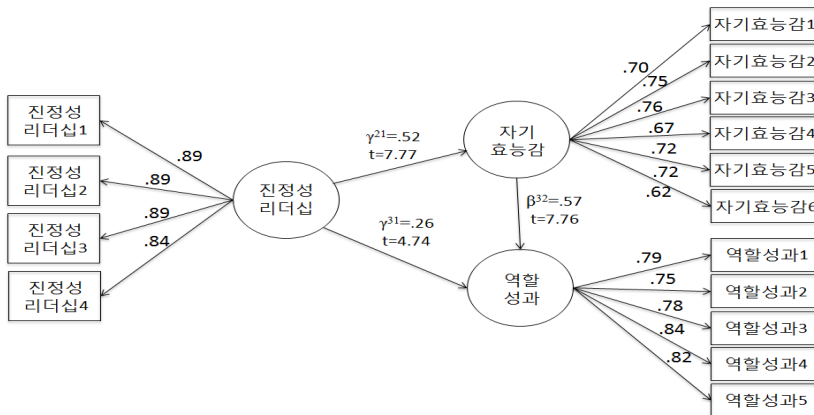 진정성
리더십1
진정성
리더십2
진정성
리더십3
진정성
리더십4
.89
.89
.89
.84
진정성
리더십
γ²¹=.52
t=7.77
γ³¹=.26
t=4.74
자기
효능감
β³²=.57
t=7.76
역할
성과
.70
.75
.76
.67
.72
.72
.62
자기효능감1
자기효능감2
자기효능감3
자기효능감4
자기효능감5
자기효능감6
.79
.75
.78
.84
.82
역할성과1
역할성과2
역할성과3
역할성과4
역할성과5